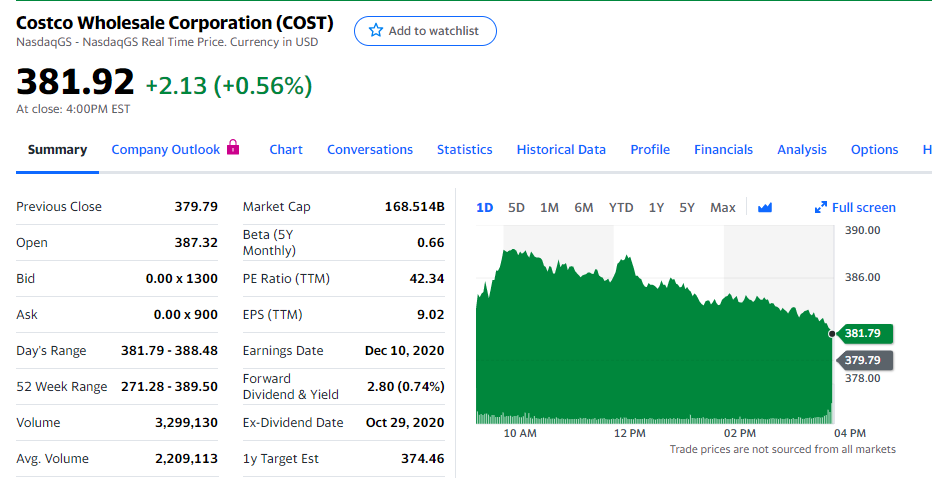 Costco Wholesale Corporation (COST)
Add to watchlist
NasdaqGS - NasdaqGS Real Time Price. Currency in USD
381.92 +2.13 (+0.56%)
At close: 4:00PM EST
Summary Company Outlook Chart Conversations Statistics Historical Data Profile Financials Analysis Options H
Previous Close 379.79
Open 387.32
Bid 0.00 x 1300
Ask 0.00 x 900
Day's Range 381.79 - 388.48
52 Week Range 271.28 - 389.50
Volume 3,299,130
Avg. Volume 2,209,113
Market Cap 168.514B
Beta (5Y
Monthly) 0.66
PE Ratio (TTM) 42.34
EPS (TTM) 9.02
Earnings Date Dec 10, 2020
Forward
Dividend & Yield 2.80 (0.74%)
Ex-Dividend Date Oct 29, 2020
1y Target Est 374.46
1D 5D 1M 6M YTD 1Y 5Y Max Full screen
390.00
386.00
381.79
379.79
378.00
10 AM 12 PM 02 PM 04 PM
Trade prices are not sourced from all markets